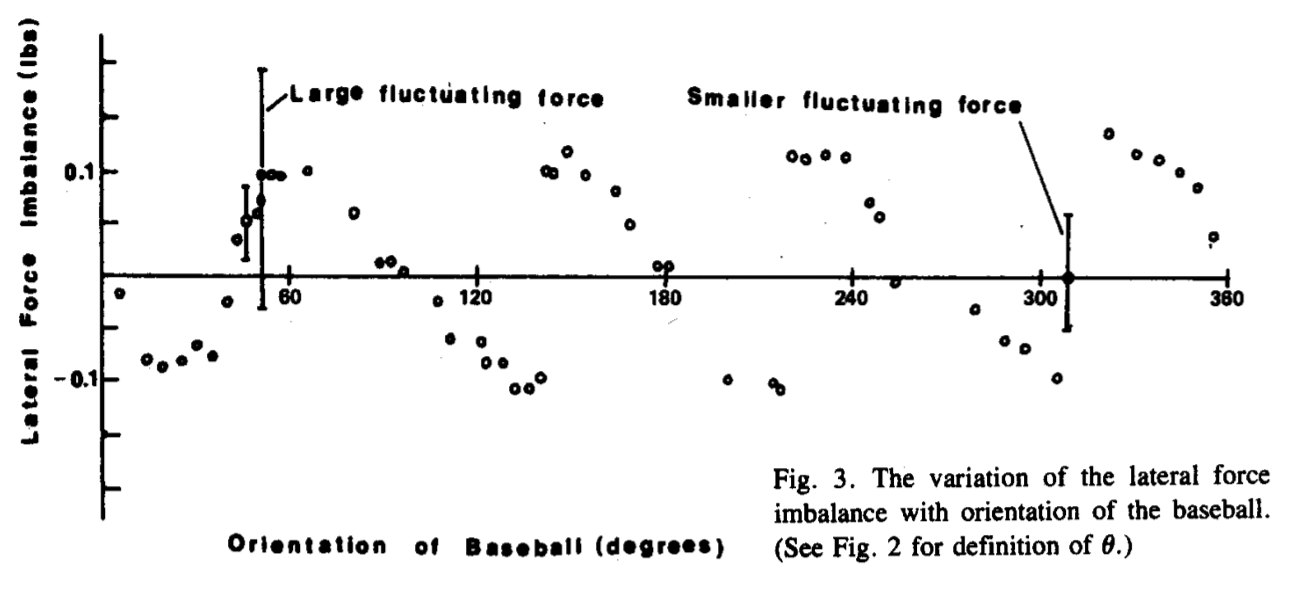 Lateral Force Imbalance (lbs)
Large fluctuating force
Smaller fluctuating force
0.1
-0.1
60 120 180 240 300 360
Orientation of Baseball (degrees)
Fig. 3. The variation of the lateral force
imbalance with orientation of the baseball.
(See Fig. 2 for definition of θ.)